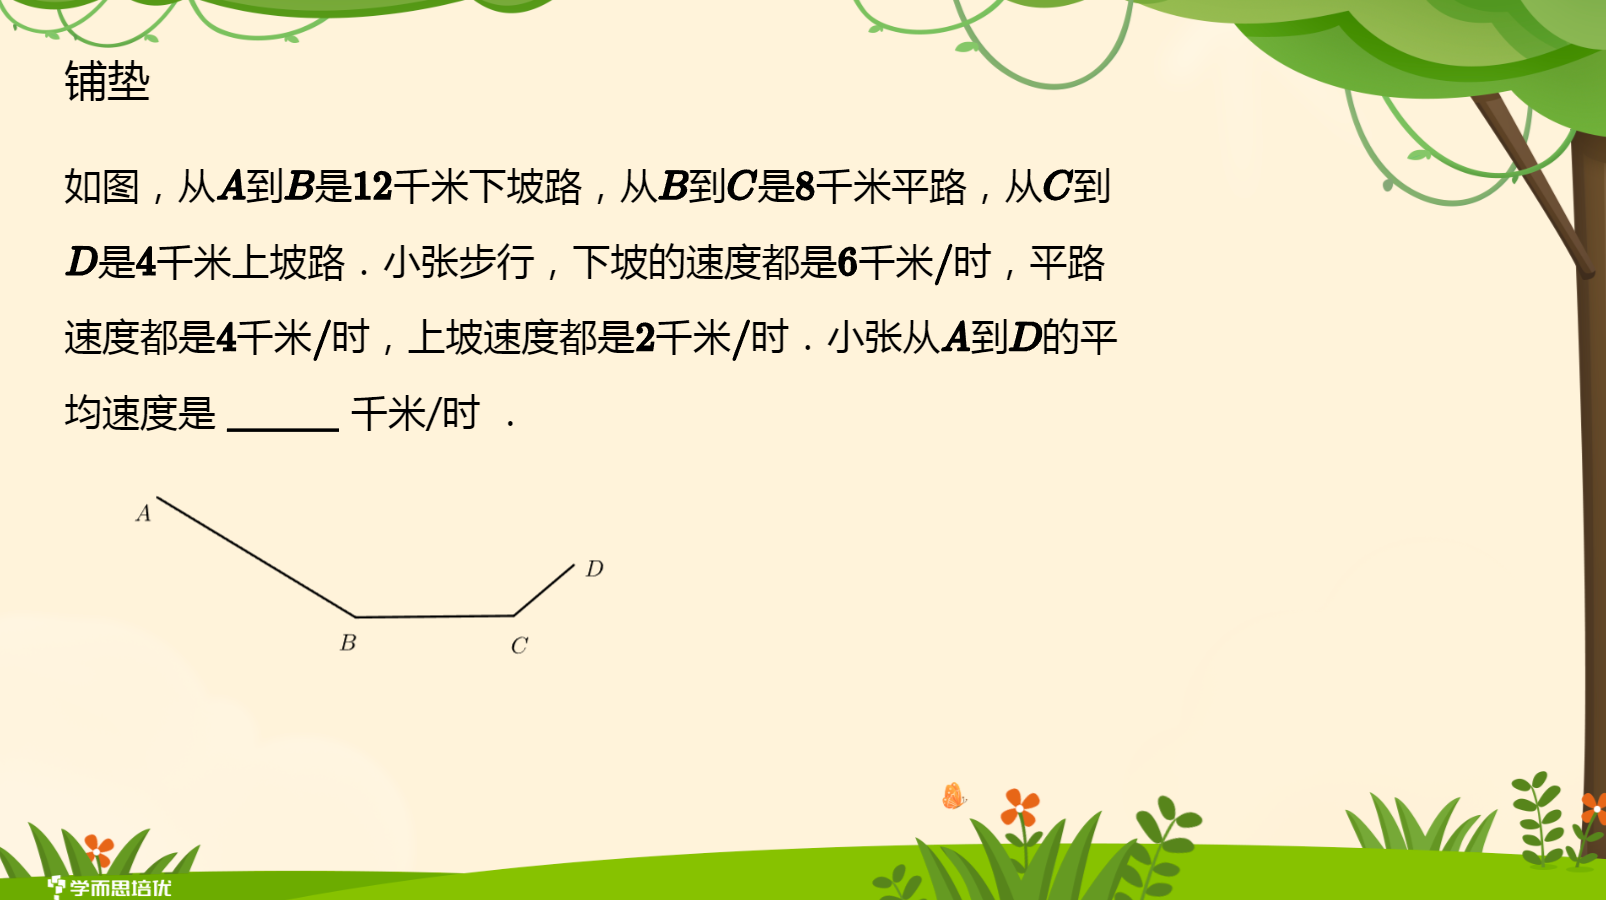 铺垫
如图，从A到B是12千米下坡路，从B到C是8千米平路，从C到
D是4千米上坡路．小张步行，下坡的速度都是6千米/时，平路
速度都是4千米/时，上坡速度都是2千米/时．小张从A到D的平
均速度是 ______ 千米/时 ．
A
D
B
C
学而思培优